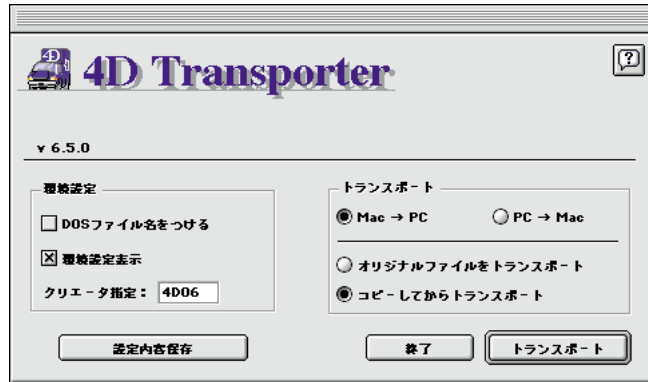 4D
4D Transporter
?
v 6.5.0
環境設定
DOSファイル名をつける
環境設定表示
クリエータ指定： 4D06
設定内容保存
トランスポート
Mac → PC
PC → Mac
オリジナルファイルをトランスポート
コピーしてからトランスポート
終了
トランスポート